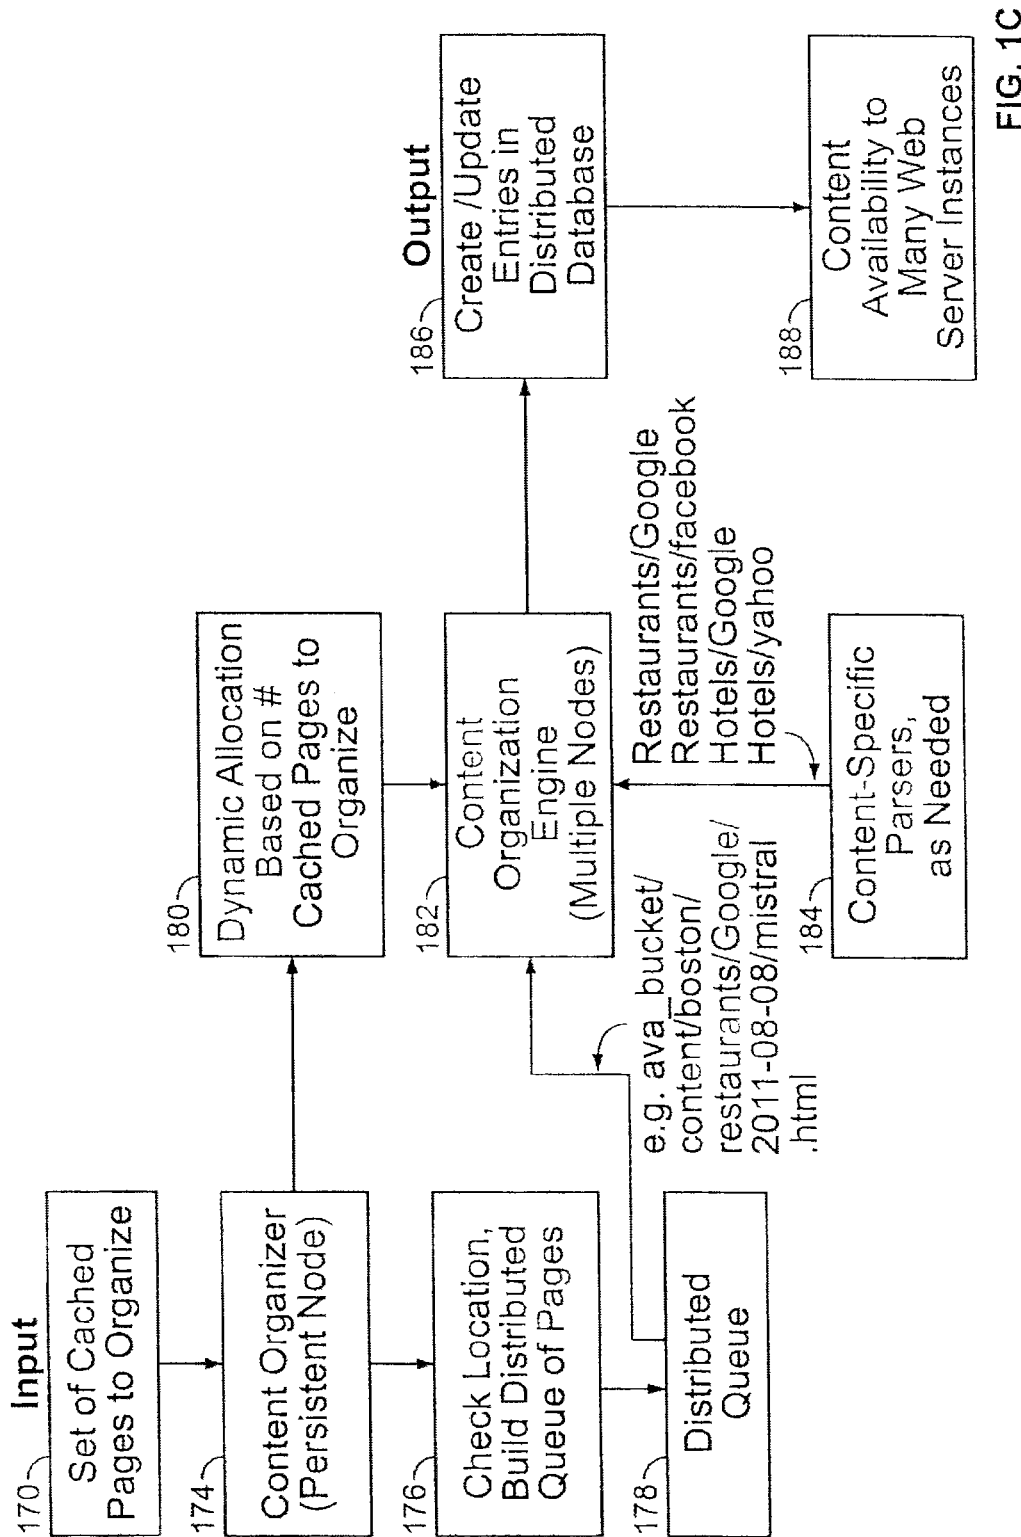 Input
170
Set of Cached
Pages to Organize
174
Content Organizer
(Persistent Node)
176
Check Location,
Build Distributed
Queue of Pages
178
Distributed
Queue
180
Dynamic Allocation
Based on #
Cached Pages to
Organize
182
Content
Organization
Engine
(Multiple Nodes)
e.g. ava_bucket/
content/boston/
restaurants/Google/
2011-08-08/mistral
.html
Restaurants/Google
Restaurants/facebook
Hotels/Google
Hotels/yahoo
184
Content-Specific
Parsers,
as Needed
Output
186
Create /Update
Entries in
Distributed
Database
188
Content
Availability to
Many Web
Server Instances
FIG. 1C